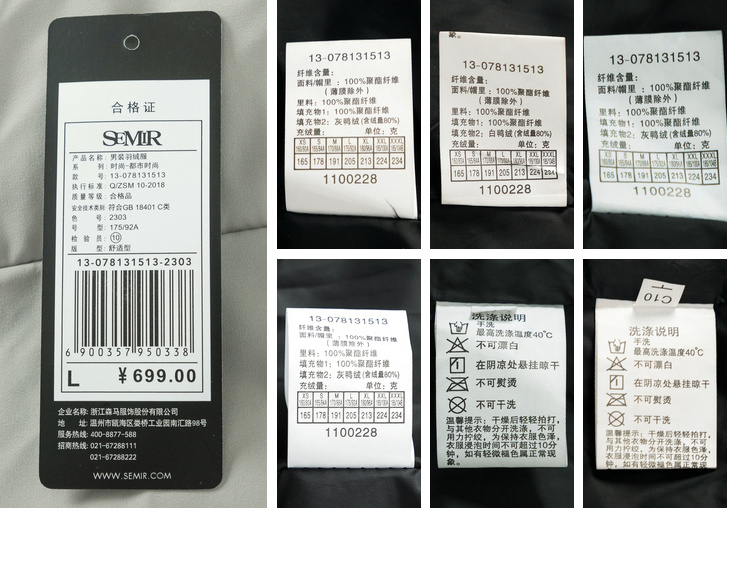 合格证
SEMIR
产品名称: 男装羽绒服
系 列: 时尚-都市时尚
款 号: 13-078131513
执行标准: Q/ZSM 10-2018
质量等级: 合格品
安全技术类别: 符合GB 18401 C类
色 号: 2303
号 型: 175/92A
检 验 员: 10
版 型: 舒适型
13-078131513-2303
6 900357 950338
L ¥699.00
企业名称: 浙江森马服饰股份有限公司
地 址: 温州市瓯海区娄桥工业园南汇路98号
服务热线: 400-8877-588
招商热线: 021-67288111
021-67288222
WWW.SEMIR.COM
13-078131513
纤维含量:
面料/帽里 : 100%聚酯纤维
(薄膜除外)
里料: 100%聚酯纤维
填充物1: 100%聚酯纤维
填充物2: 灰鸭绒(含绒量80%)
充绒量: 单位: 克
XS S M L XL XXL XXXL
165 178 191 205 213 224 234
1100228
象。
13-078131513
纤维含量:
面料/帽里 : 100%聚酯纤维
(薄膜除外)
里料: 100%聚酯纤维
填充物1: 100%聚酯纤维
填充物2: 灰鸭绒(含绒量80%)
充绒量: 单位: 克
XS S M L XL XXL XXXL
165 178 191 205 213 224 234
1100228
13-078131513
纤维含量:
面料/帽里 : 100%聚酯纤维
(薄膜除外)
里料: 100%聚酯纤维
填充物1: 100%聚酯纤维
填充物2: 灰鸭绒(含绒量80%)
充绒量: 单位: 克
XS S M L XL XXL XXXL
165 178 191 205 213 224 234
1100228
13-078131513
纤维含量:
面料/帽里 : 100%聚酯纤维
(薄膜除外)
里料: 100%聚酯纤维
填充物1: 100%聚酯纤维
填充物2: 灰鸭绒(含绒量80%)
充绒量: 单位: 克
XS S M L XL XXL XXXL
165 178 191 205 213 224 234
1100228
洗涤说明
手洗
最高洗涤温度40℃
不可漂白
在阴凉处悬挂晾干
不可熨烫
不可干洗
温馨提示: 干燥后轻轻拍打,
与其他衣物分开洗涤, 不可
用力拧绞, 为保持衣服色泽,
衣服浸泡时间不可超过10分
钟, 如有轻微褪色属正常现
象。
C10
洗涤说明
手洗
最高洗涤温度40℃
不可漂白
在阴凉处悬挂晾干
不可熨烫
不可干洗
温馨提示: 干燥后轻轻拍打,
与其他衣物分开洗涤, 不可
用力拧绞, 为保持衣服色泽,
衣服浸泡时间不可超过10分
钟, 如有轻微褪色属正常现